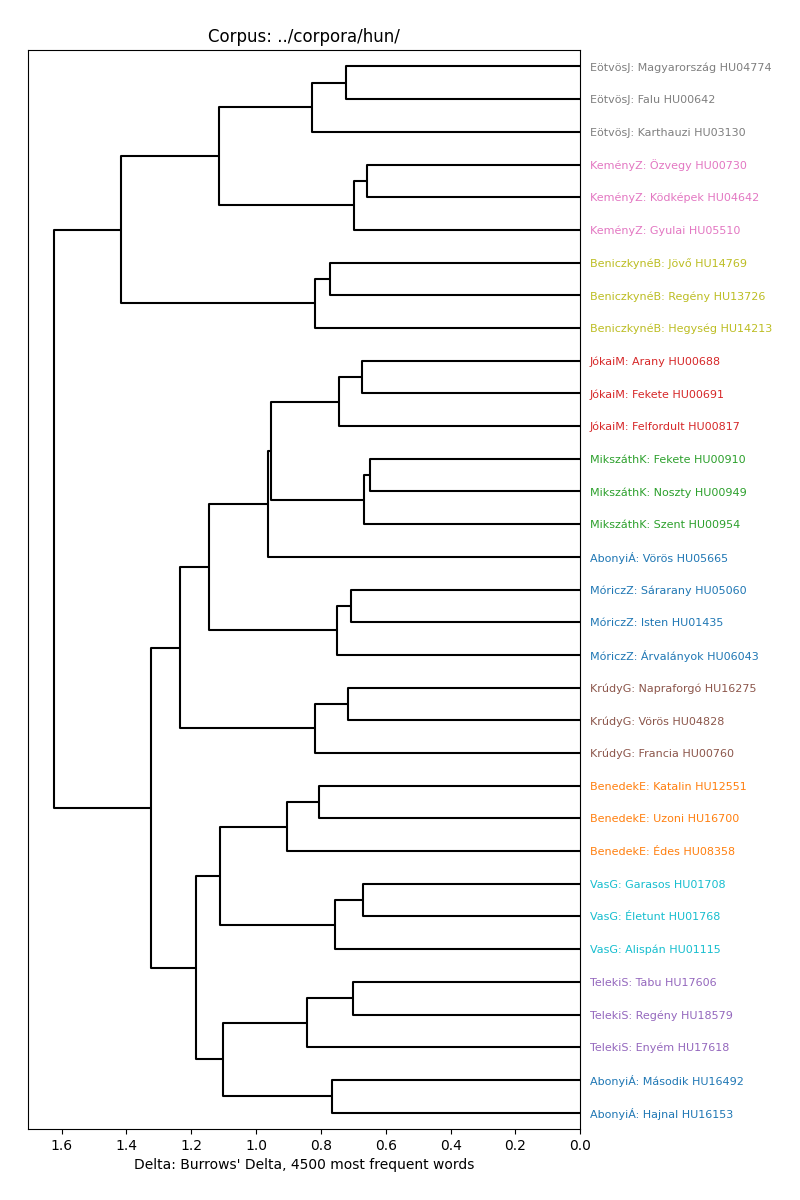 Corpus: ../corpora/hun/
EötvösJ: Magyarország HU04774
EötvösJ: Falu HU00642
EötvösJ: Karthauzi HU03130
KeményZ: Özvegy HU00730
KeményZ: Ködképek HU04642
KeményZ: Gyulai HU05510
BeniczkynéB: Jövő HU14769
BeniczkynéB: Regény HU13726
BeniczkynéB: Hegység HU14213
JókaiM: Arany HU00688
JókaiM: Fekete HU00691
JókaiM: Felfordult HU00817
MikszáthK: Fekete HU00910
MikszáthK: Noszty HU00949
MikszáthK: Szent HU00954
AbonyiÁ: Vörös HU05665
MóriczZ: Sárarany HU05060
MóriczZ: Isten HU01435
MóriczZ: Árvalányok HU06043
KrúdyG: Napraforgó HU16275
KrúdyG: Vörös HU04828
KrúdyG: Francia HU00760
BenedekE: Katalin HU12551
BenedekE: Uzoni HU16700
BenedekE: Édes HU08358
VasG: Garasos HU01708
VasG: Életunt HU01768
VasG: Alispán HU01115
TelekiS: Tabu HU17606
TelekiS: Regény HU18579
TelekiS: Enyém HU17618
AbonyiÁ: Második HU16492
AbonyiÁ: Hajnal HU16153
1.6 1.4 1.2 1.0 0.8 0.6 0.4 0.2 0.0
Delta: Burrows' Delta, 4500 most frequent words